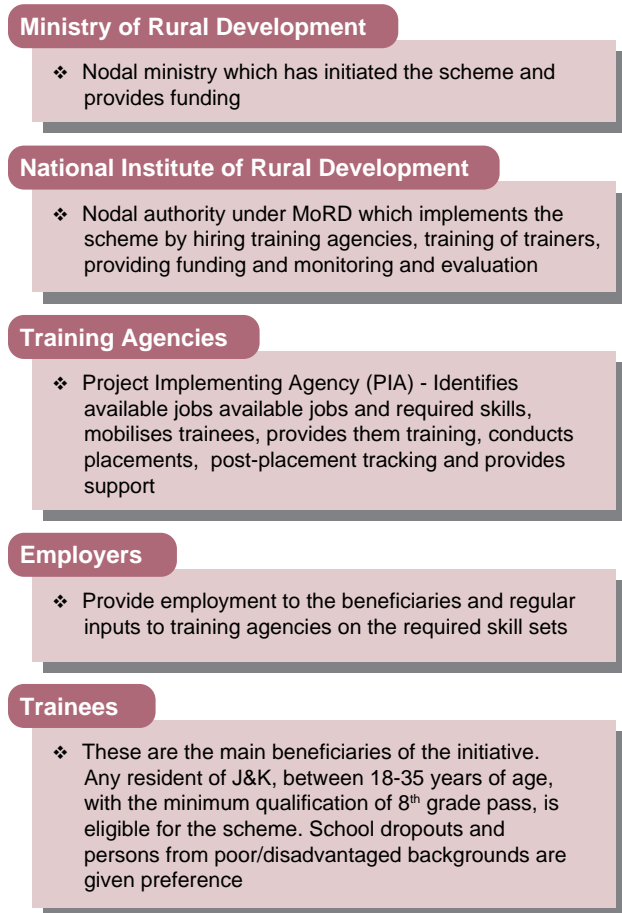 Ministry of Rural Development
❖ Nodal ministry which has initiated the scheme and
provides funding
National Institute of Rural Development
❖ Nodal authority under MoRD which implements the
scheme by hiring training agencies, training of trainers,
providing funding and monitoring and evaluation
Training Agencies
❖ Project Implementing Agency (PIA) - Identifies
available jobs available jobs and required skills,
mobilises trainees, provides them training, conducts
placements,  post-placement tracking and provides
support
Employers
❖ Provide employment to the beneficiaries and regular
inputs to training agencies on the required skill sets
Trainees
❖ These are the main beneficiaries of the initiative.
Any resident of J&K, between 18-35 years of age,
with the minimum qualification of 8th grade pass, is
eligible for the scheme. School dropouts and
persons from poor/disadvantaged backgrounds are
given preference